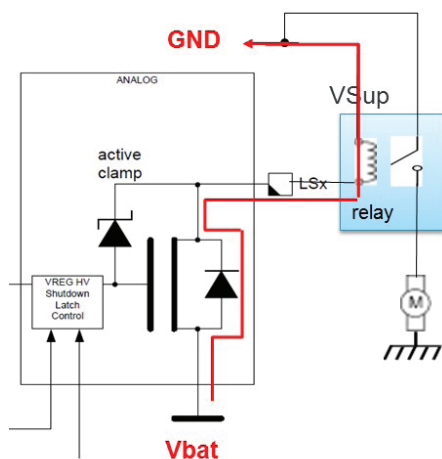 GND
ANALOG
VSup
active
clamp
LSx
relay
VREG HV
Shutdown
Latch
Control
M
Vbat